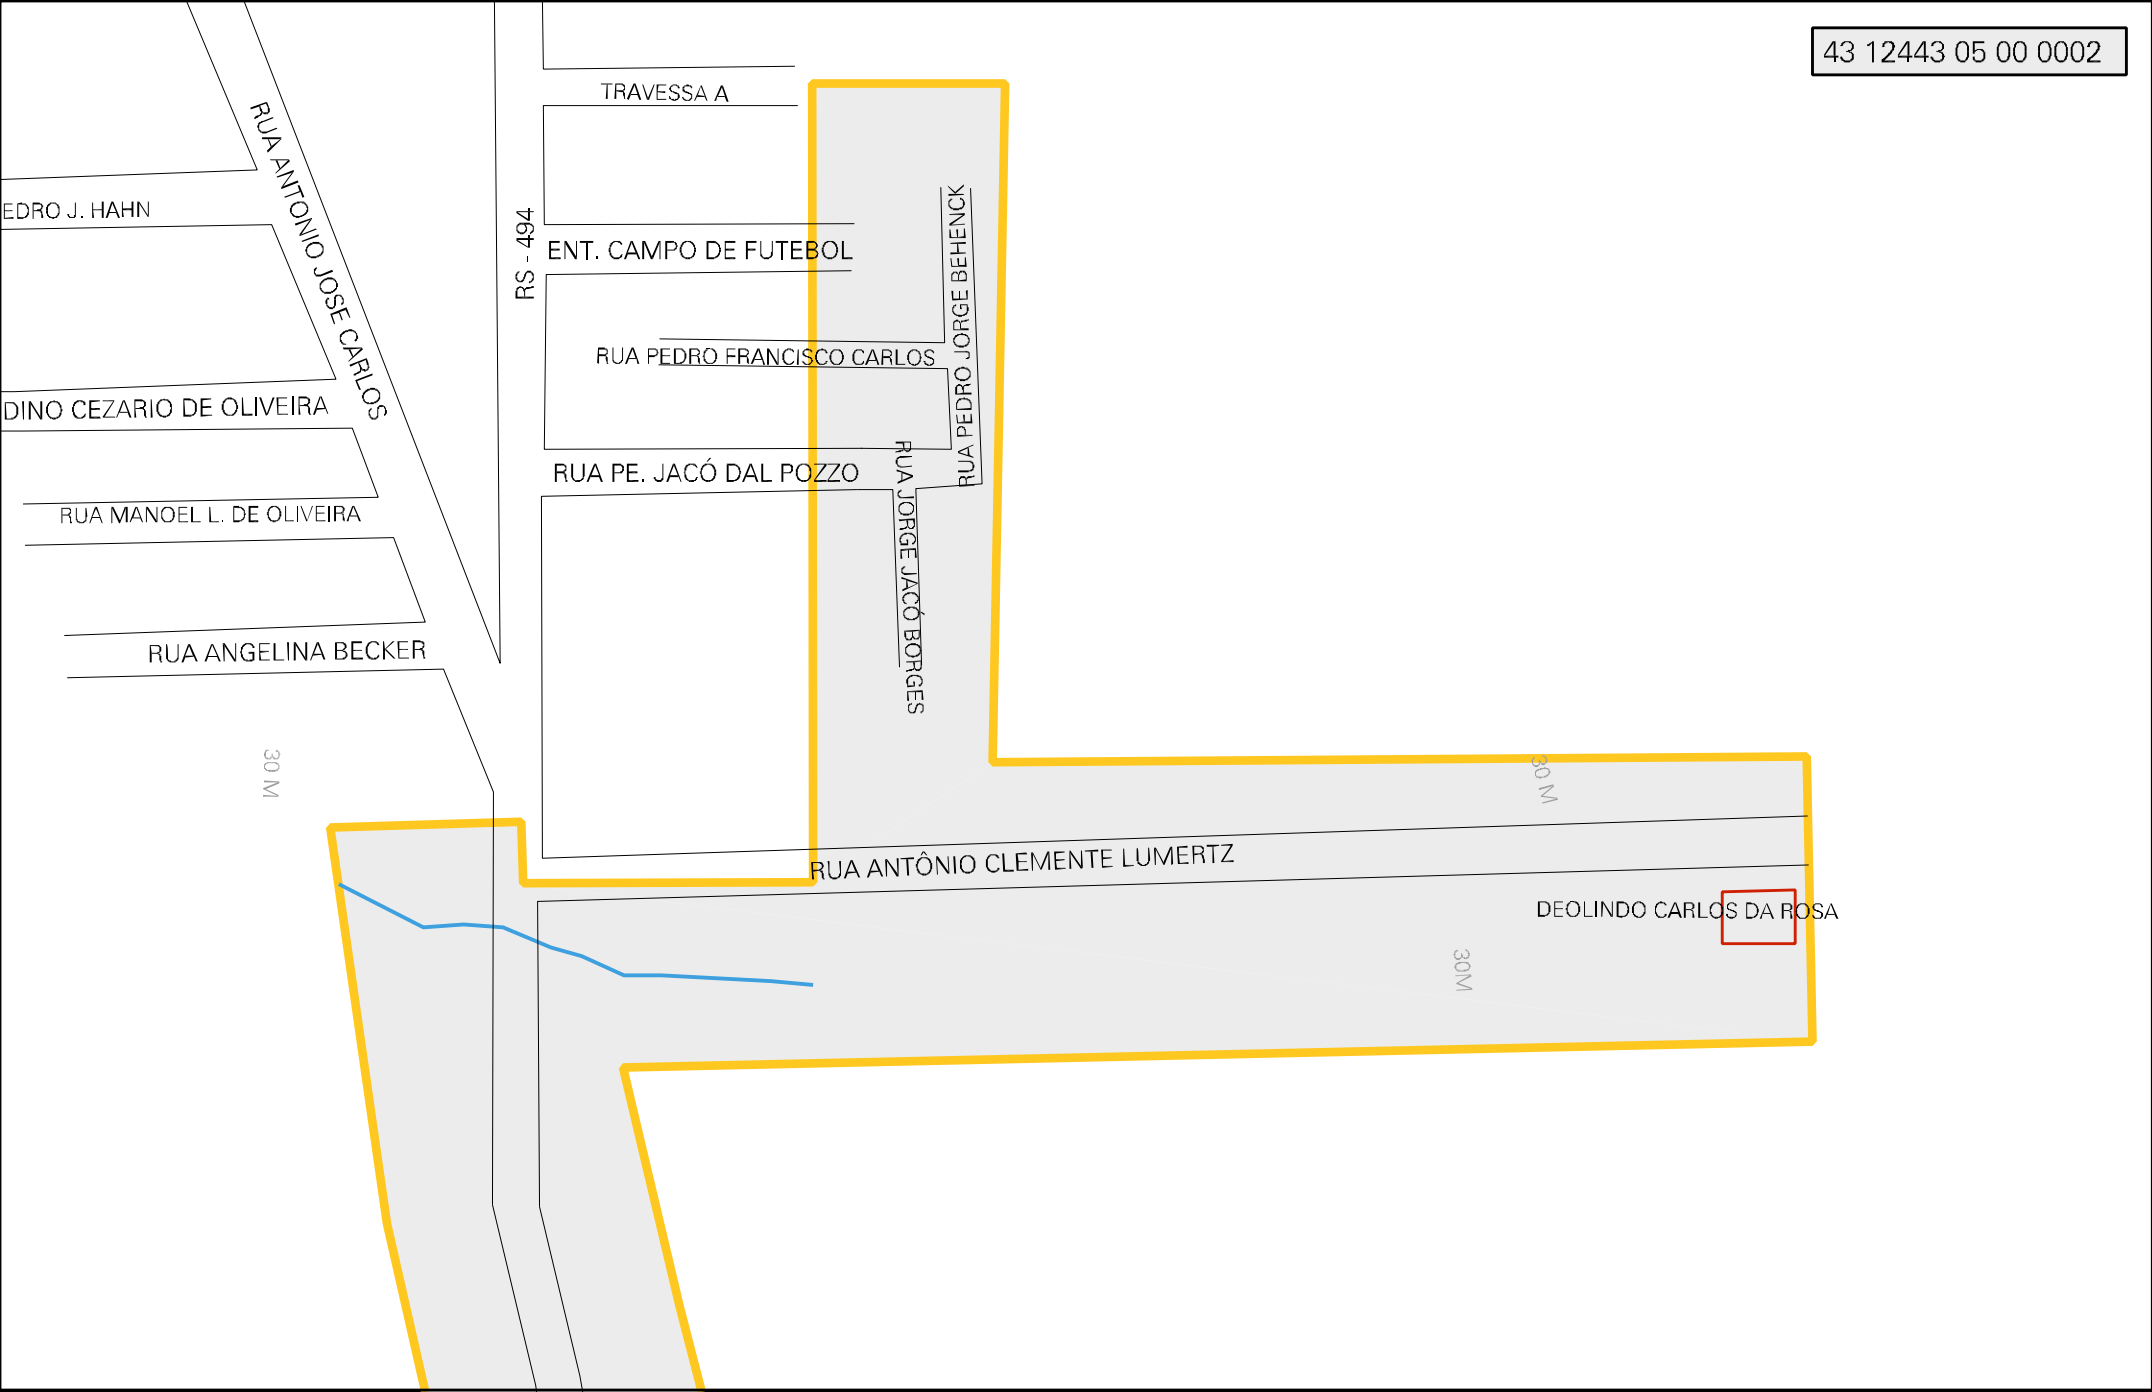 43 12443 05 00 0002
TRAVESSA A
RUA ANTONIO JOSE CARLOS
EDRO J. HAHN
RS - 494
ENT. CAMPO DE FUTEBOL
RUA PEDRO JORGE BEHENCK
RUA PEDRO FRANCISCO CARLOS
DINO CEZARIO DE OLIVEIRA
RUA PE. JACÓ DAL POZZO
RUA JORGE JACÓ BORGES
RUA MANOEL L. DE OLIVEIRA
RUA ANGELINA BECKER
30 M
30 M
RUA ANTÔNIO CLEMENTE LUMERTZ
DEOLINDO CARLOS DA ROSA
30M